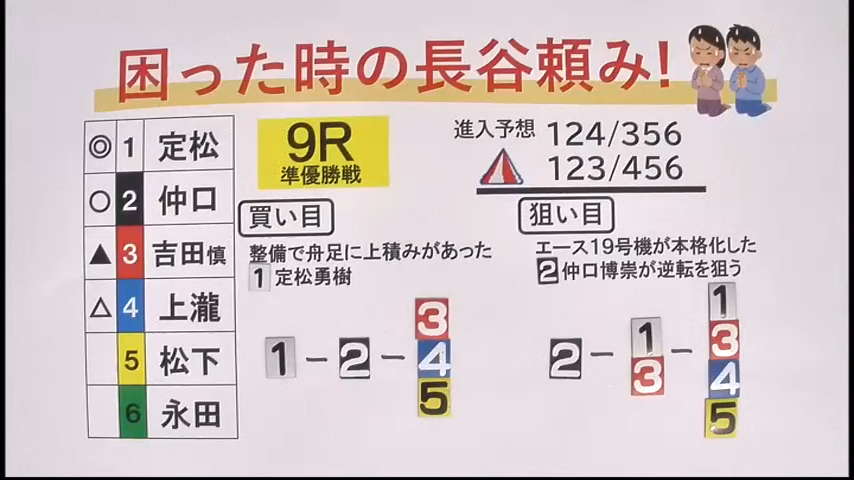 困った時の長谷頼み!
◎ 1 定松
○ 2 仲口
▲ 3 吉田慎
△ 4 上瀧
5 松下
6 永田
9R
準優勝戦
進入予想 124/356
123/456
買い目
整備で舟足に上積みがあった
1 定松勇樹
1-2-3
4
5
狙い目
エース19号機が本格化した
2 仲口博崇が逆転を狙う
2-1-1
3 3
4
5